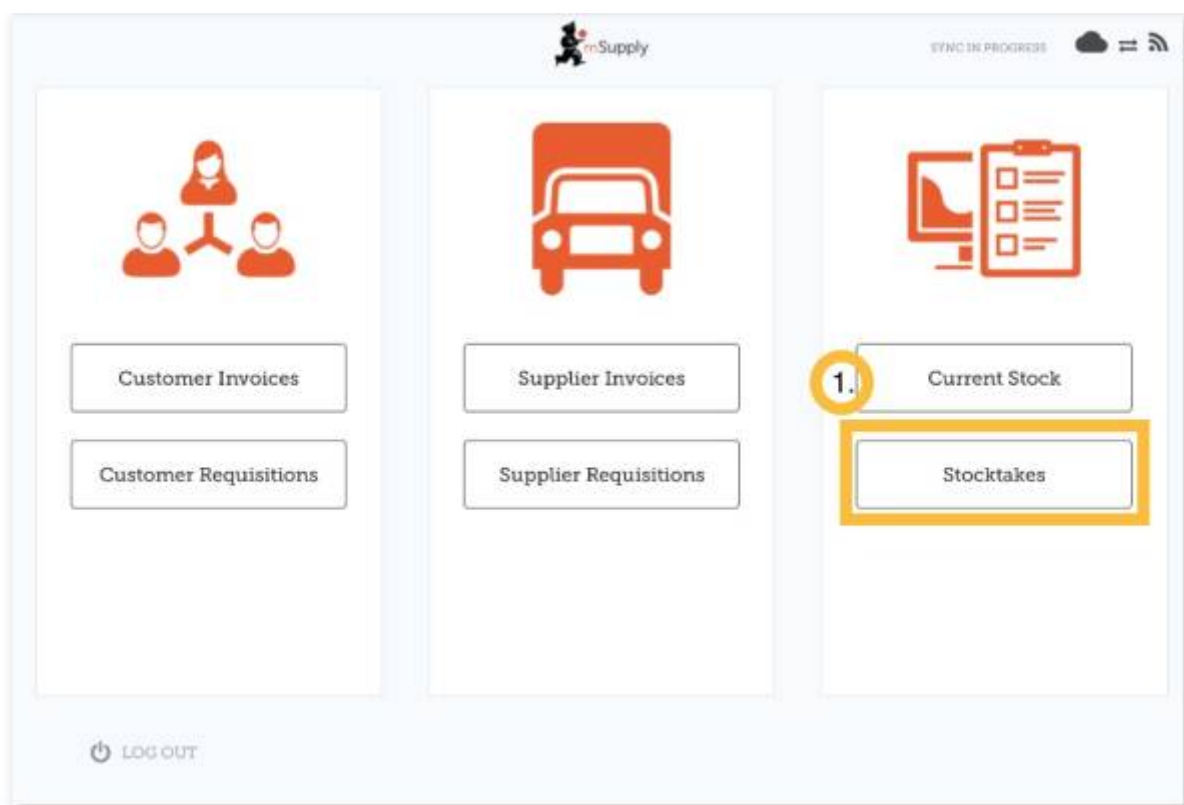 mSupply
SYNC IN PROGRESS
Customer Invoices
Supplier Invoices
1.
Current Stock
Customer Requisitions
Supplier Requisitions
Stocktakes
LOG OUT